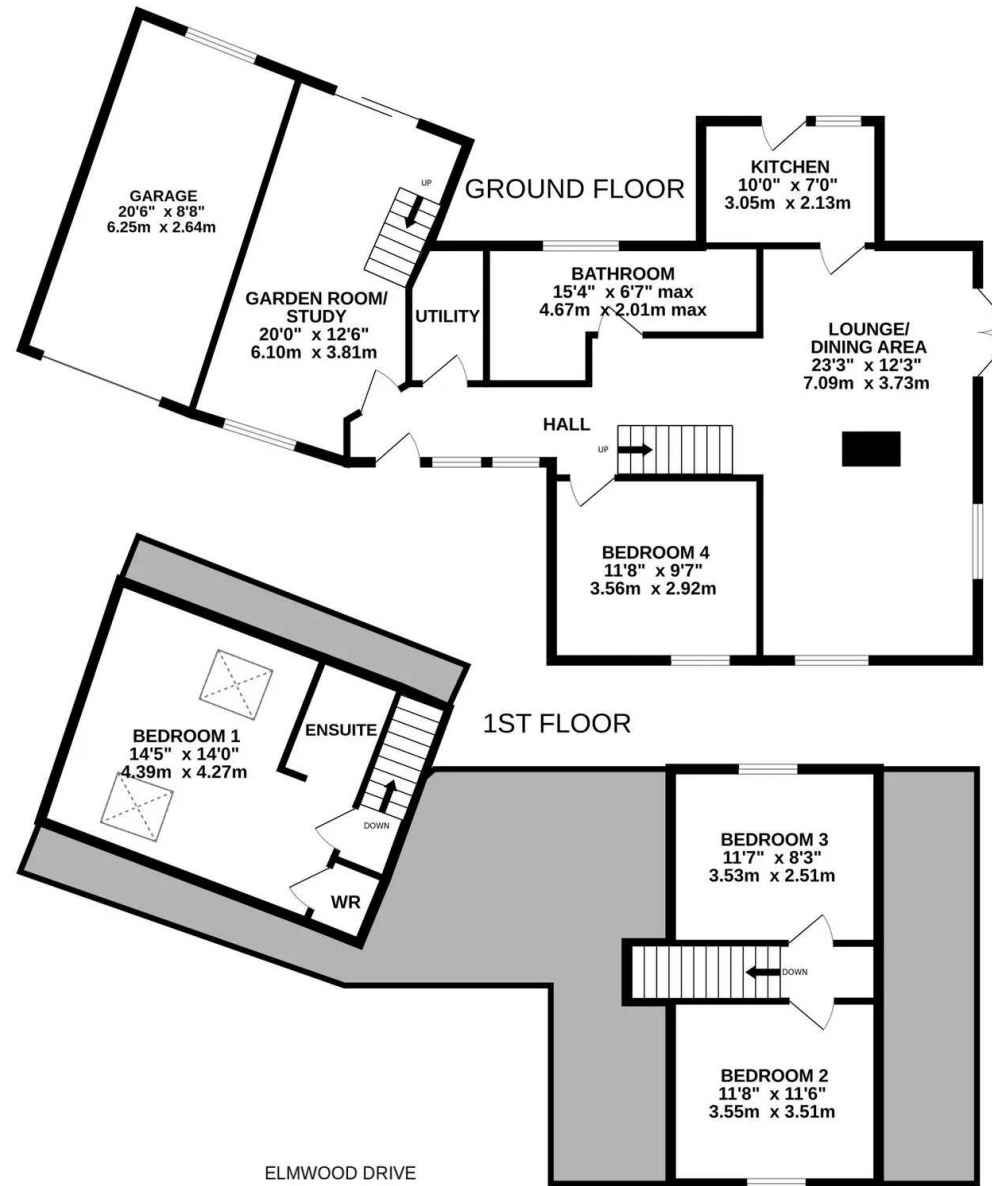 GROUND FLOOR
GARAGE
20'6" x 8'8"
6.25m x 2.64m
UP
GARDEN ROOM/
STUDY
20'0" x 12'6"
6.10m x 3.81m
UTILITY
BATHROOM
15'4" x 6'7" max
4.67m x 2.01m max
KITCHEN
10'0" x 7'0"
3.05m x 2.13m
LOUNGE/
DINING AREA
23'3" x 12'3"
7.09m x 3.73m
HALL
UP
BEDROOM 4
11'8" x 9'7"
3.56m x 2.92m
1ST FLOOR
BEDROOM 1
14'5" x 14'0"
4.39m x 4.27m
ENSUITE
DOWN
WR
BEDROOM 3
11'7" x 8'3"
3.53m x 2.51m
DOWN
BEDROOM 2
11'8" x 11'6"
3.55m x 3.51m
ELMWOOD DRIVE